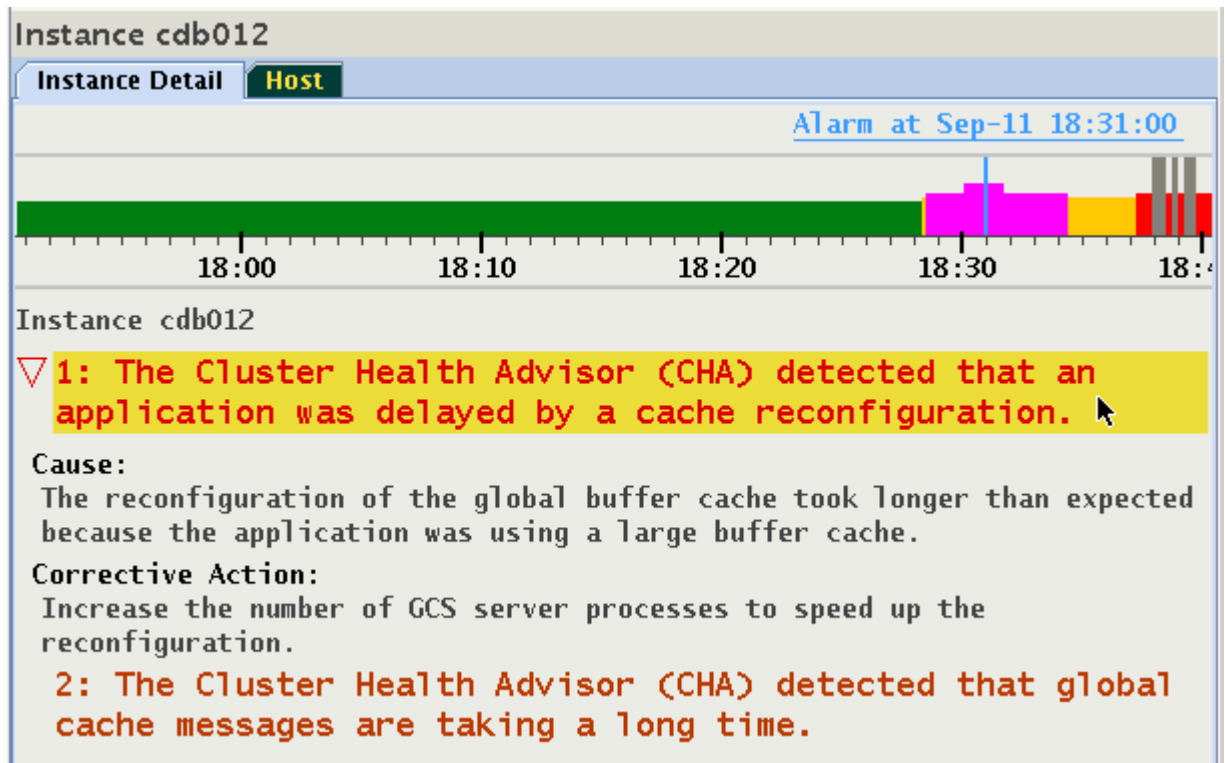 Instance cdb012
Instance Detail Host
Alarm at Sep-11 18:31:00
18:00 18:10 18:20 18:30
Instance cdb012
1: The Cluster Health Advisor (CHA) detected that an
application was delayed by a cache reconfiguration.
Cause:
The reconfiguration of the global buffer cache took longer than expected
because the application was using a large buffer cache.
Corrective Action:
Increase the number of GCS server processes to speed up the
reconfiguration.
2: The Cluster Health Advisor (CHA) detected that global
cache messages are taking a long time.